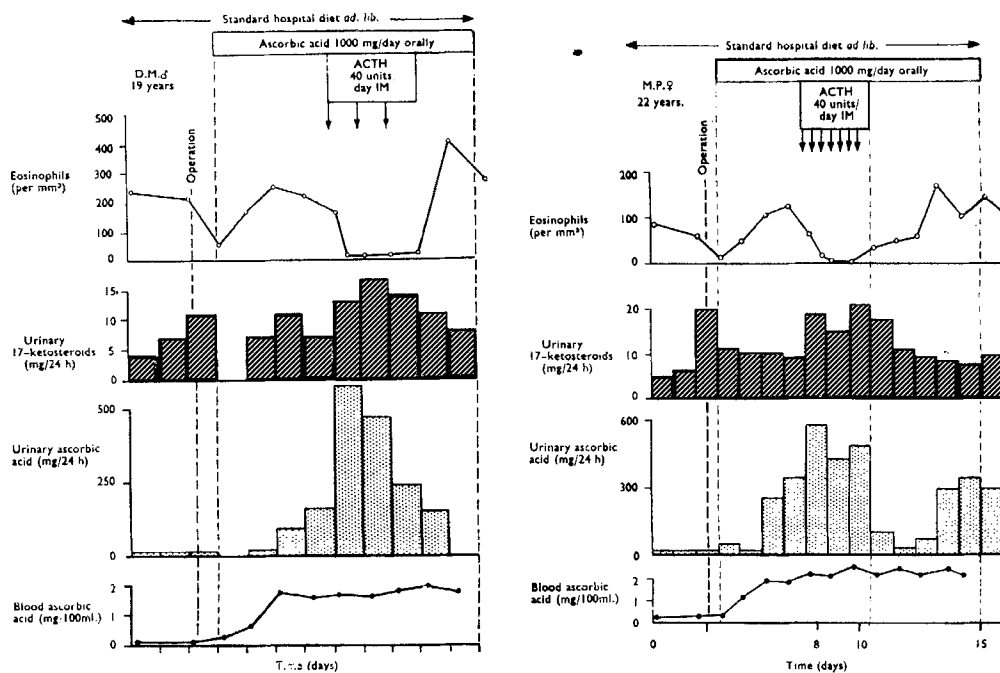 Standard hospital diet ad. lib.
Ascorbic acid 1000 mg/day orally
D.M.♂
19 years
ACTH
40 units
day IM
Operation
500
400
300
200
100
0
Eosinophils
(per mm³)
15
10
5
0
Urinary
17-ketosteroids
(mg/24 h)
500
250
0
Urinary ascorbic
acid (mg/24 h)
2
1
0
Blood ascorbic
acid (mg·100ml.)
Time (days)
Standard hospital diet ad lib.
Ascorbic acid 1000 mg/day orally
M.P.♀
22 years.
ACTH
40 units/
day IM
Operation
200
100
0
Eosinophils
(per mm³)
20
10
0
Urinary
17-ketosteroids
(mg/24 h)
600
300
0
Urinary ascorbic
acid (mg/24 h)
2
1
0
Blood ascorbic
acid (mg/100ml.)
0
8
10
15
Time (days)